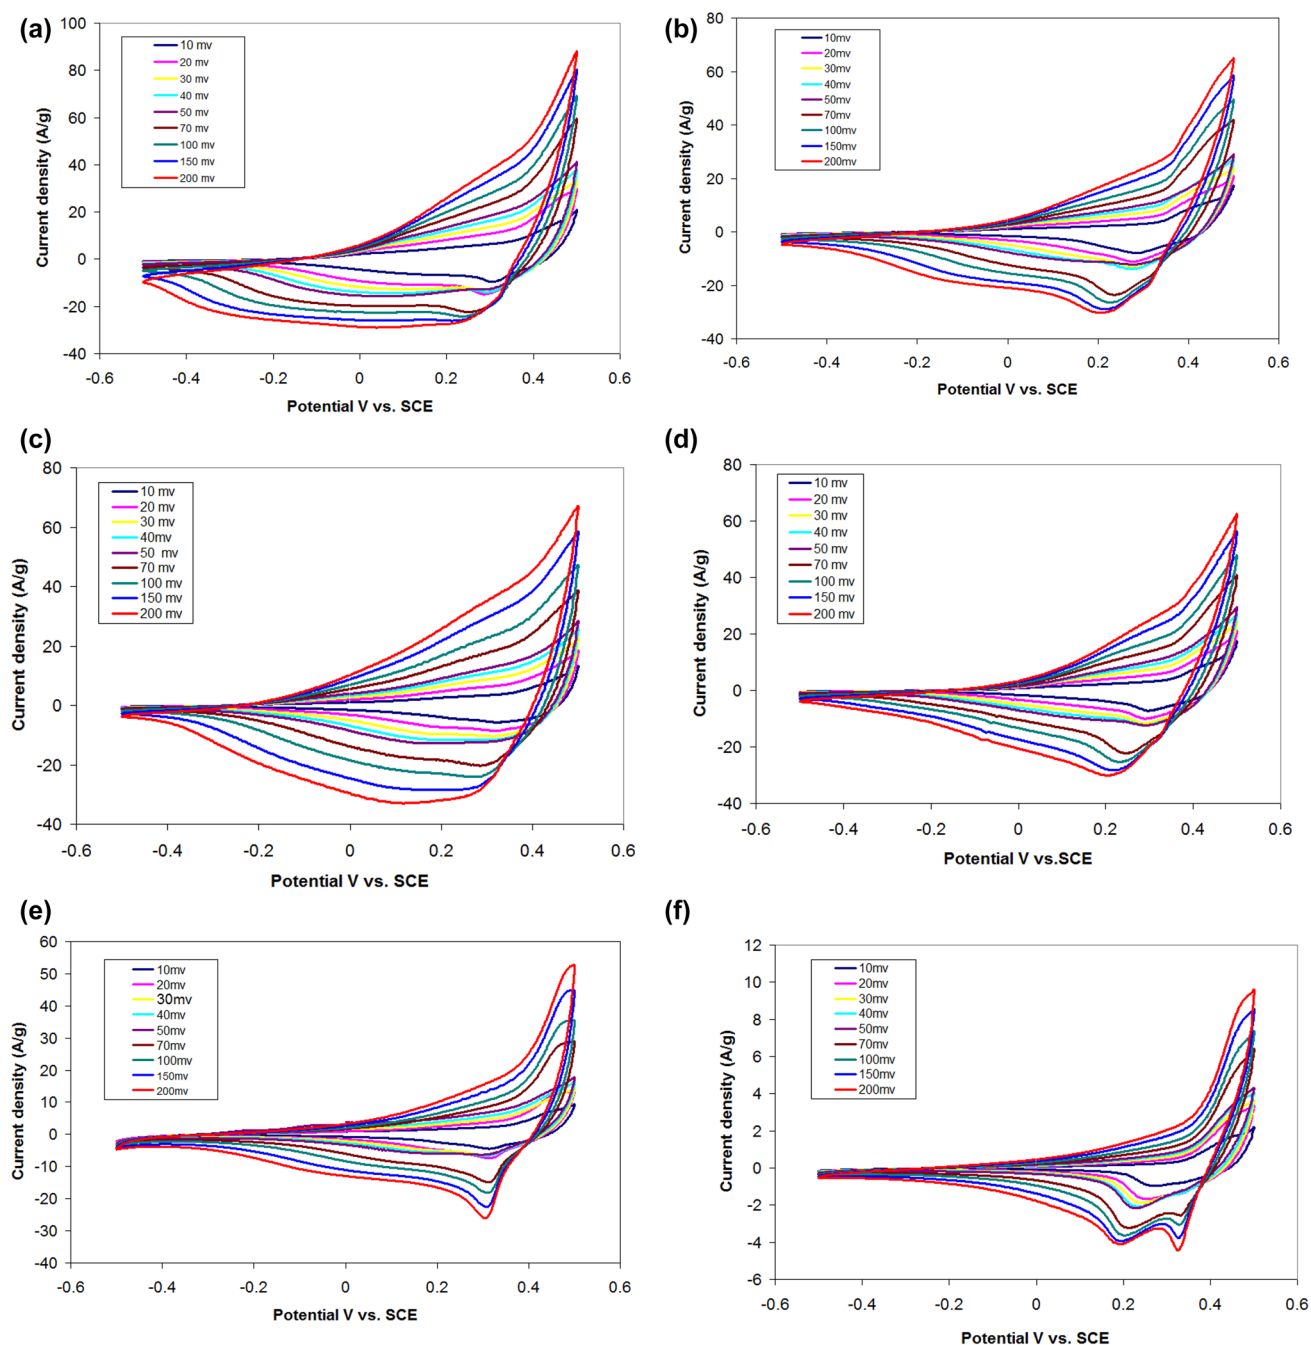 (a)
100
80
60
40
20
0
-20
-40
-0.6
-0.4
-0.2
0
0.2
0.4
0.6
Current density (A/g)
Potential V vs. SCE
10 mv
20 mv
30 mv
40 mv
50 mv
70 mv
100 mv
150 mv
200 mv
(b)
80
60
40
20
0
-20
-40
-0.6
-0.4
-0.2
0
0.2
0.4
0.6
Current density (A/g)
Potential V vs. SCE
10mv
20mv
30mv
40mv
50mv
70mv
100mv
150mv
200mv
(c)
80
60
40
20
0
-20
-40
-0.6
-0.4
-0.2
0
0.2
0.4
0.6
Current density (A/g)
Potential V vs. SCE
10 mv
20 mv
30 mv
40mv
50 mv
70 mv
100 mv
150 mv
200 mv
(d)
80
60
40
20
0
-20
-40
-0.6
-0.4
-0.2
0
0.2
0.4
0.6
Current density (A/g)
Potential V vs.SCE
10 mv
20 mv
30 mv
40 mv
50 mv
70 mv
100 mv
150 mv
200 mv
(e)
60
50
40
30
20
10
0
-10
-20
-30
-40
-0.6
-0.4
-0.2
0
0.2
0.4
0.6
Current density (A/g)
Potential V vs. SCE
10mv
20mv
30mv
40mv
50mv
70mv
100mv
150mv
200mv
(f)
12
10
8
6
4
2
0
-2
-4
-6
-0.6
-0.4
-0.2
0
0.2
0.4
0.6
Current density (A/g)
Potential V vs. SCE
10mv
20mv
30mv
40mv
50mv
70mv
100mv
150mv
200mv